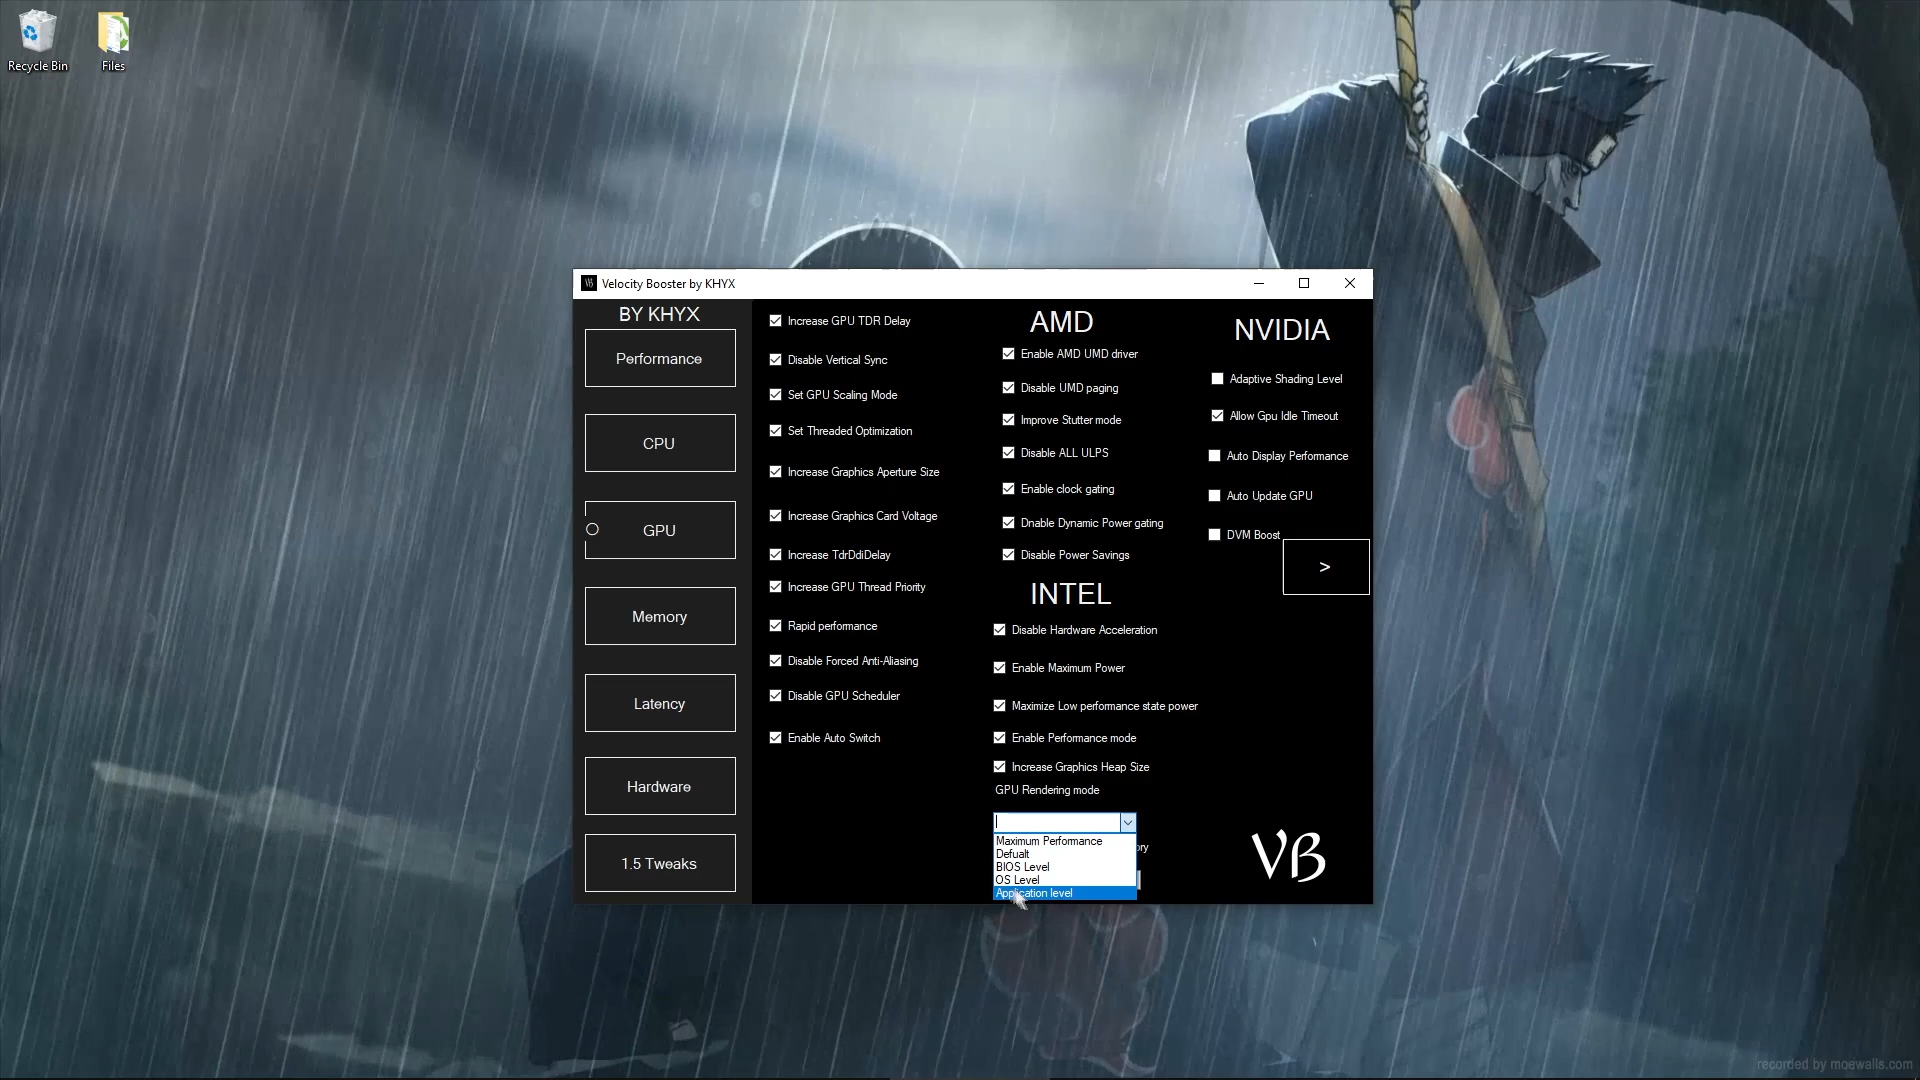 Recycle Bin
Files
Velocity Booster by KHYX
BY KHYX
Performance
CPU
GPU
Memory
Latency
Hardware
1.5 Tweaks
Increase GPU TDR Delay
Disable Vertical Sync
Set GPU Scaling Mode
Set Threaded Optimization
Increase Graphics Aperture Size
Increase Graphics Card Voltage
Increase TdrDdiDelay
Increase GPU Thread Priority
Rapid performance
Disable Forced Anti-Aliasing
Disable GPU Scheduler
Enable Auto Switch
AMD
Enable AMD UMD driver
Disable UMD paging
Improve Stutter mode
Disable ALL ULPS
Enable clock gating
Dnable Dynamic Power gating
Disable Power Savings
INTEL
Disable Hardware Acceleration
Enable Maximum Power
Maximize Low performance state power
Enable Performance mode
Increase Graphics Heap Size
GPU Rendering mode
Maximum Performance
Defualt
BIOS Level
OS Level
Application level
NVIDIA
Adaptive Shading Level
Allow Gpu Idle Timeout
Auto Display Performance
Auto Update GPU
DVM Boost
>
VB
recorded by moewalls.com